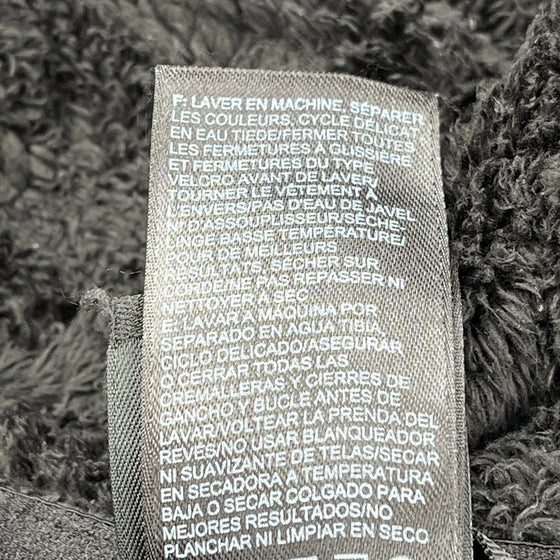 F: LAVER EN MACHINE, SÉPARER
LES COULEURS, CYCLE DÉLICAT
EN EAU TIÈDE/FERMER TOUTES
LES FERMETURES À GLISSIÈRE
ET FERMETURES DU TYPE
VELCRO AVANT DE LAVER/
TOURNER LE VÊTEMENT À
L'ENVERS/PAS D'EAU DE JAVEL
NI D'ASSOUPLISSEUR/SÈCHE-
LINGE BASSE TEMPÉRATURE/
POUR DE MEILLEURS
RÉSULTATS, SÉCHER SUR
CORDE/NE PAS REPASSER NI
NETTOYER À SEC
E: LAVAR A MÁQUINA POR
SEPARADO EN AGUA TIBIA,
CICLO DELICADO/ASEGURAR
O CERRAR TODAS LAS
CREMALLERAS Y CIERRES DE
GANCHO Y BUCLE ANTES DE
LAVAR/VOLTEAR LA PRENDA DEL
REVÉS/NO USAR BLANQUEADOR
NI SUAVIZANTE DE TELAS/SECAR
EN SECADORA A TEMPERATURA
BAJA O SECAR COLGADO PARA
MEJORES RESULTADOS/NO
PLANCHAR NI LIMPIAR EN SECO